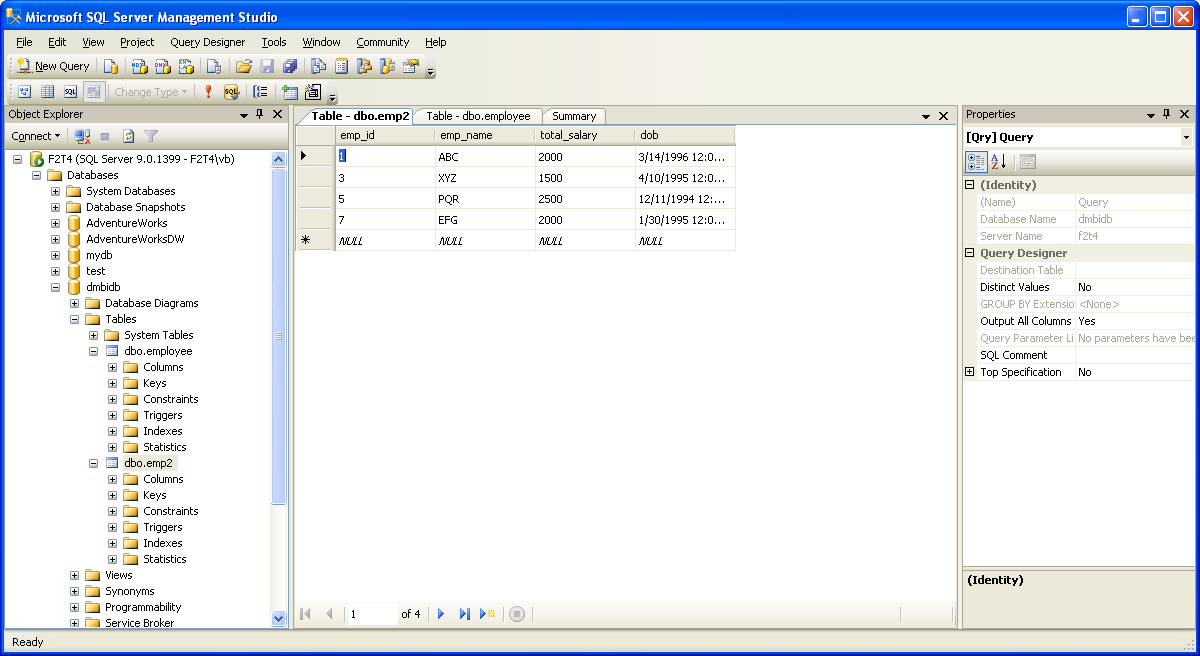 Microsoft SQL Server Management Studio
File Edit View Project Query Designer Tools Window Community Help
New Query
Change Type
Object Explorer
Connect
F2T4 (SQL Server 9.0.1399 - F2T4\vb)
Databases
System Databases
Database Snapshots
AdventureWorks
AdventureWorksDW
mydb
test
dmbidb
Database Diagrams
Tables
System Tables
dbo.employee
Columns
Keys
Constraints
Triggers
Indexes
Statistics
dbo.emp2
Columns
Keys
Constraints
Triggers
Indexes
Statistics
Views
Synonyms
Programmability
Service Broker
Table - dbo.emp2 Table - dbo.employee Summary
emp_id emp_name total_salary dob
1 ABC 2000 3/14/1996 12:0...
3 XYZ 1500 4/10/1995 12:0...
5 PQR 2500 12/11/1994 12:...
7 EFG 2000 1/30/1995 12:0...
NULL NULL NULL NULL
1 of 4
Properties
[Qry] Query
(Identity)
(Name) Query
Database Name dmbidb
Server Name f2t4
Query Designer
Destination Table
Distinct Values No
GROUP BY Extensio <None>
Output All Columns Yes
Query Parameter Li No parameters have bee
SQL Comment
Top Specification No
(Identity)
Ready